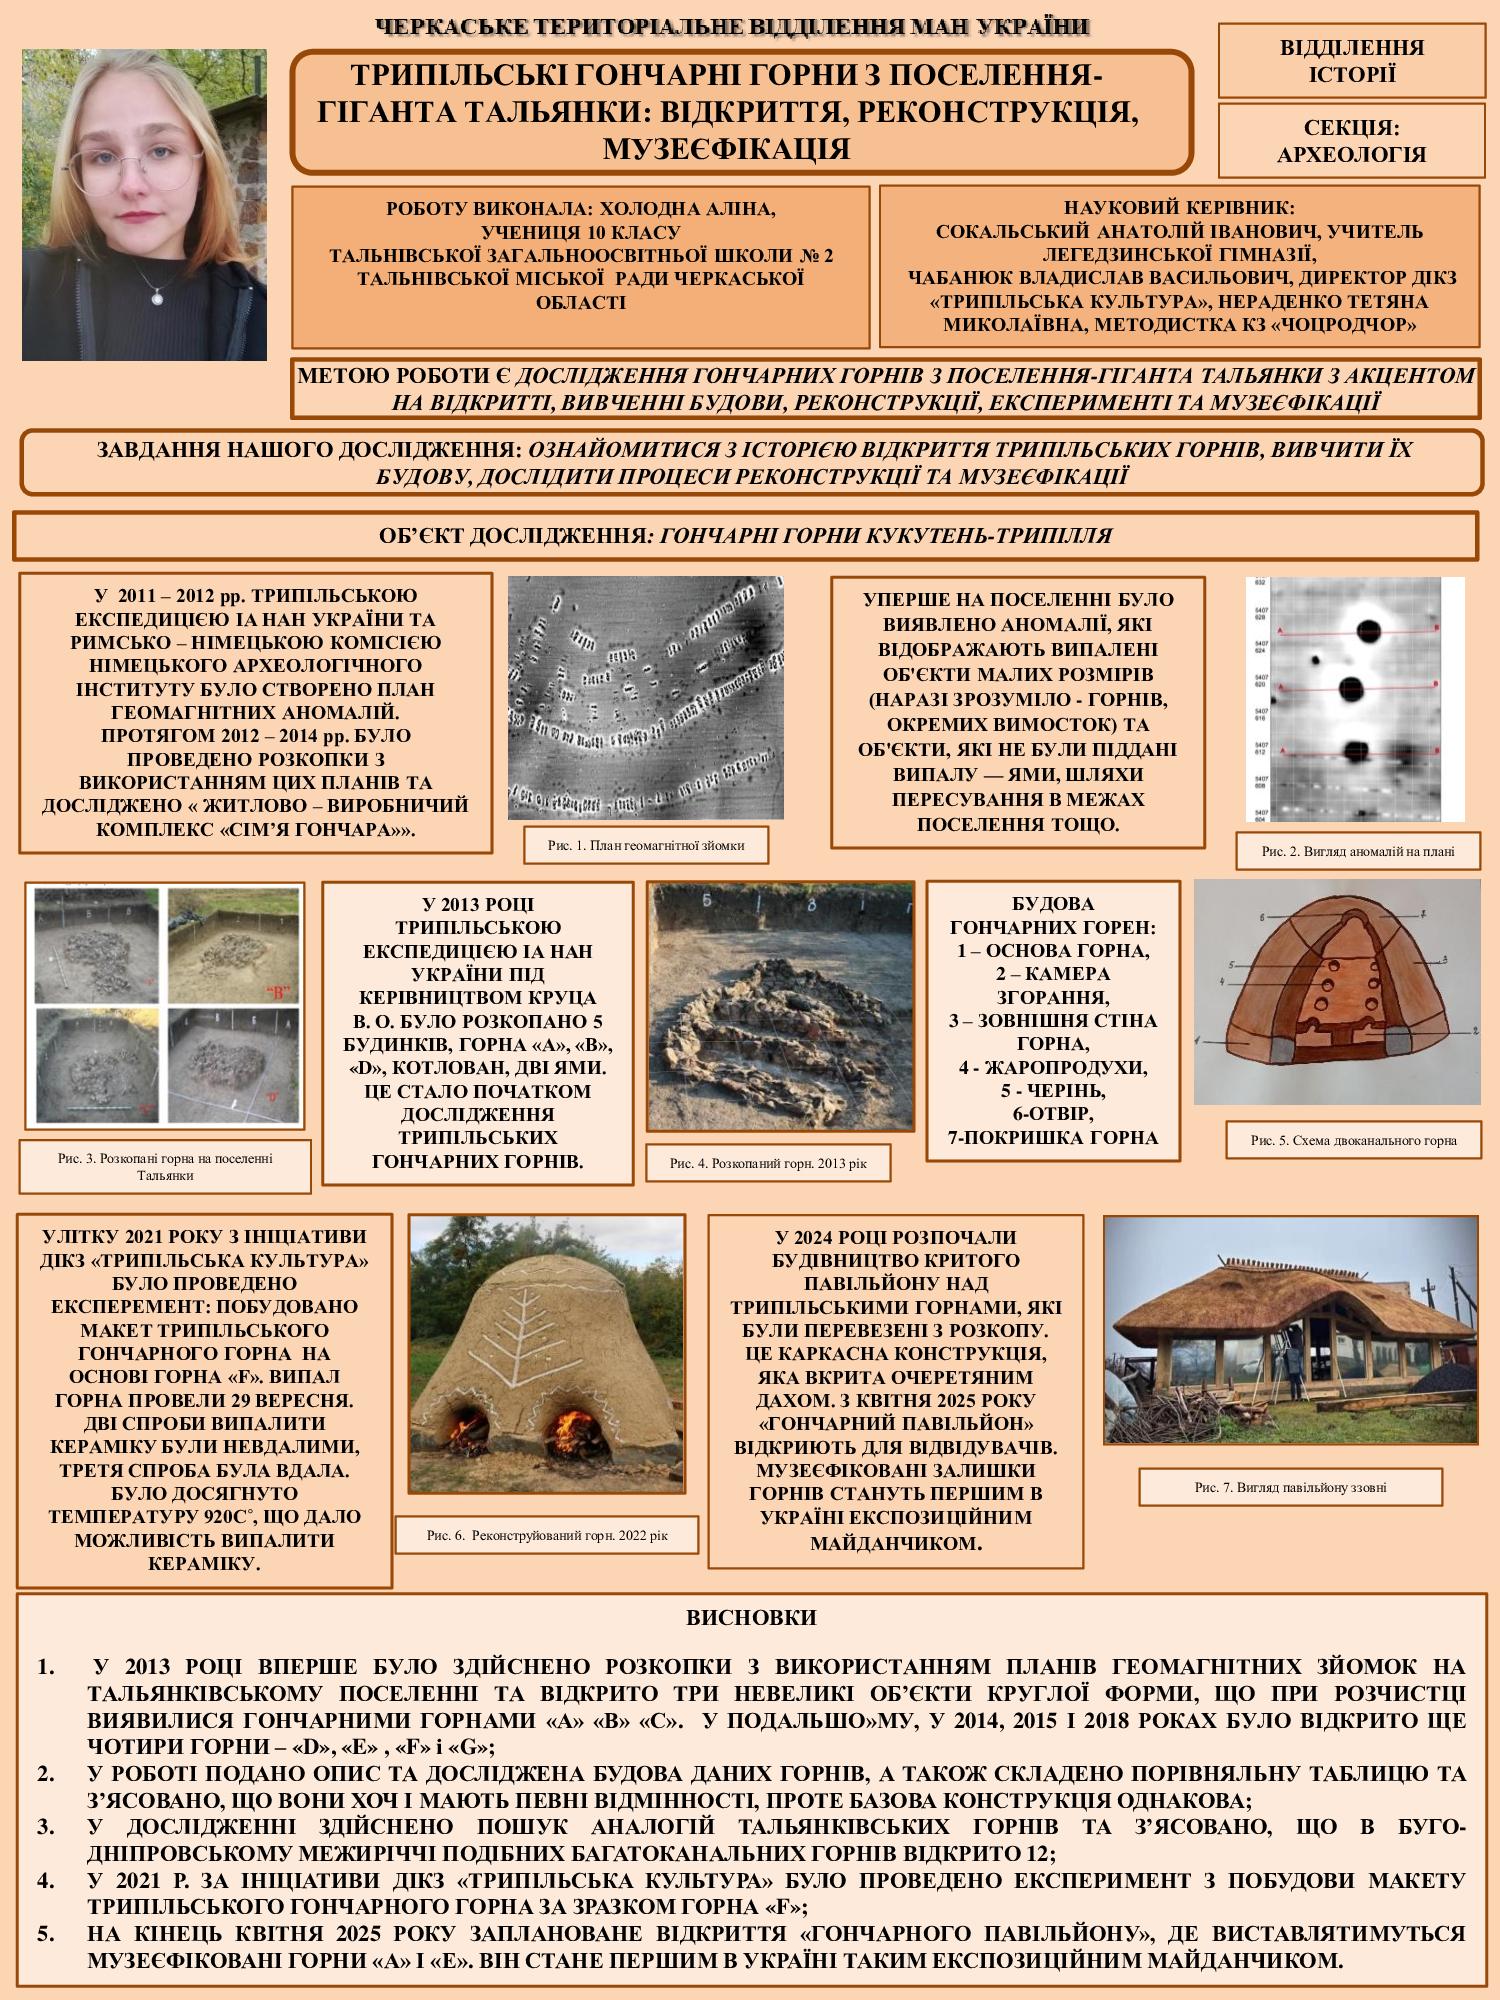 ЧЕРКАСЬКЕ ТЕРИТОРІАЛЬНЕ ВІДДІЛЕННЯ МАН УКРАЇНИ
ТРИПІЛЬСЬКІ ГОНЧАРНІ ГОРНИ З ПОСЕЛЕННЯ-
ГІГАНТА ТАЛЬЯНКИ: ВІДКРИТТЯ, РЕКОНСТРУКЦІЯ,
МУЗЕЄФІКАЦІЯ
ВІДДІЛЕННЯ
ІСТОРІЇ
СЕКЦІЯ:
АРХЕОЛОГІЯ
РОБОТУ ВИКОНАЛА: ХОЛОДНА АЛІНА,
УЧЕНИЦЯ 10 КЛАСУ
ТАЛЬНІВСЬКОЇ ЗАГАЛЬНООСВІТНЬОЇ ШКОЛИ № 2
ТАЛЬНІВСЬКОЇ МІСЬКОЇ РАДИ ЧЕРКАСЬКОЇ
ОБЛАСТІ
НАУКОВИЙ КЕРІВНИК:
СОКАЛЬСЬКИЙ АНАТОЛІЙ ІВАНОВИЧ, УЧИТЕЛЬ
ЛЕГЕДЗИНСЬКОЇ ГІМНАЗІЇ,
ЧАБАНЮК ВЛАДИСЛАВ ВАСИЛЬОВИЧ, ДИРЕКТОР ДІКЗ
«ТРИПІЛЬСЬКА КУЛЬТУРА», НЕРАДЕНКО ТЕТЯНА
МИКОЛАЇВНА, МЕТОДИСТКА КЗ «ЧОЦРОДЧОР»
МЕТОЮ РОБОТИ Є ДОСЛІДЖЕННЯ ГОНЧАРНИХ ГОРНІВ З ПОСЕЛЕННЯ-ГІГАНТА ТАЛЬЯНКИ З АКЦЕНТОМ
НА ВІДКРИТТІ, ВИВЧЕННІ БУДОВИ, РЕКОНСТРУКЦІЇ, ЕКСПЕРИМЕНТІ ТА МУЗЕЄФІКАЦІЇ
ЗАВДАННЯ НАШОГО ДОСЛІДЖЕННЯ: ОЗНАЙОМИТИСЯ З ІСТОРІЄЮ ВІДКРИТТЯ ТРИПІЛЬСЬКИХ ГОРНІВ, ВИВЧИТИ ЇХ
БУДОВУ, ДОСЛІДИТИ ПРОЦЕСИ РЕКОНСТРУКЦІЇ ТА МУЗЕЄФІКАЦІЇ
ОБ’ЄКТ ДОСЛІДЖЕННЯ: ГОНЧАРНІ ГОРНИ КУКУТЕНЬ-ТРИПІЛЛЯ
У 2011 – 2012 рр. ТРИПІЛЬСЬКОЮ
ЕКСПЕДИЦІЄЮ ІА НАН УКРАЇНИ ТА
РИМСЬКО – НІМЕЦЬКОЮ КОМІСІЄЮ
НІМЕЦЬКОГО АРХЕОЛОГІЧНОГО
ІНСТИТУТУ БУЛО СТВОРЕНО ПЛАН
ГЕОМАГНІТНИХ АНОМАЛІЙ.
ПРОТЯГОМ 2012 – 2014 рр. БУЛО
ПРОВЕДЕНО РОЗКОПКИ З
ВИКОРИСТАННЯМ ЦИХ ПЛАНІВ ТА
ДОСЛІДЖЕНО « ЖИТЛОВО – ВИРОБНИЧИЙ
КОМПЛЕКС «СІМ’Я ГОНЧАРА»».
Рис. 1. План геомагнітної зйомки
УПЕРШЕ НА ПОСЕЛЕННІ БУЛО
ВИЯВЛЕНО АНОМАЛІЇ, ЯКІ
ВІДОБРАЖАЮТЬ ВИПАЛЕНІ
ОБ'ЄКТИ МАЛИХ РОЗМІРІВ
(НАРАЗІ ЗРОЗУМІЛО - ГОРНІВ,
ОКРЕМИХ ВИМОСТОК) ТА
ОБ'ЄКТИ, ЯКІ НЕ БУЛИ ПІДДАНІ
ВИПАЛУ — ЯМИ, ШЛЯХИ
ПЕРЕСУВАННЯ В МЕЖАХ
ПОСЕЛЕННЯ ТОЩО.
Рис. 2. Вигляд аномалій на плані
"B"
Рис. 3. Розкопані горна на поселенні
Тальянки
У 2013 РОЦІ
ТРИПІЛЬСЬКОЮ
ЕКСПЕДИЦІЄЮ ІА НАН
УКРАЇНИ ПІД
КЕРІВНИЦТВОМ КРУЦА
В. О. БУЛО РОЗКОПАНО 5
БУДИНКІВ, ГОРНА «А», «В»,
«D», КОТЛОВАН, ДВІ ЯМИ.
ЦЕ СТАЛО ПОЧАТКОМ
ДОСЛІДЖЕННЯ
ТРИПІЛЬСЬКИХ
ГОНЧАРНИХ ГОРНІВ.
Рис. 4. Розкопаний горн. 2013 рік
БУДОВА
ГОНЧАРНИХ ГОРЕН:
1 – ОСНОВА ГОРНА,
2 – КАМЕРА
ЗГОРАННЯ,
3 – ЗОВНІШНЯ СТІНА
ГОРНА,
4 - ЖАРОПРОДУХИ,
5 - ЧЕРІНЬ,
6-ОТВІР,
7-ПОКРИШКА ГОРНА
6
7
5
3
4
2
1
Рис. 5. Схема двоканального горна
УЛІТКУ 2021 РОКУ З ІНІЦІАТИВИ
ДІКЗ «ТРИПІЛЬСЬКА КУЛЬТУРА»
БУЛО ПРОВЕДЕНО
ЕКСПЕРЕМЕНТ: ПОБУДОВАНО
МАКЕТ ТРИПІЛЬСЬКОГО
ГОНЧАРНОГО ГОРНА НА
ОСНОВІ ГОРНА «F». ВИПАЛ
ГОРНА ПРОВЕЛИ 29 ВЕРЕСНЯ.
ДВІ СПРОБИ ВИПАЛИТИ
КЕРАМІКУ БУЛИ НЕВДАЛИМИ,
ТРЕТЯ СПРОБА БУЛА ВДАЛА.
БУЛО ДОСЯГНУТО
ТЕМПЕРАТУРУ 920С°, ЩО ДАЛО
МОЖЛИВІСТЬ ВИПАЛИТИ
КЕРАМІКУ.
Рис. 6. Реконструйований горн. 2022 рік
У 2024 РОЦІ РОЗПОЧАЛИ
БУДІВНИЦТВО КРИТОГО
ПАВІЛЬЙОНУ НАД
ТРИПІЛЬСЬКИМИ ГОРНАМИ, ЯКІ
БУЛИ ПЕРЕВЕЗЕНІ З РОЗКОПУ.
ЦЕ КАРКАСНА КОНСТРУКЦІЯ,
ЯКА ВКРИТА ОЧЕРЕТЯНИМ
ДАХОМ. З КВІТНЯ 2025 РОКУ
«ГОНЧАРНИЙ ПАВІЛЬЙОН»
ВІДКРИЮТЬ ДЛЯ ВІДВІДУВАЧІВ.
МУЗЕЄФІКОВАНІ ЗАЛИШКИ
ГОРНІВ СТАНУТЬ ПЕРШИМ В
УКРАЇНІ ЕКСПОЗИЦІЙНИМ
МАЙДАНЧИКОМ.
Рис. 7. Вигляд павільйону ззовні
ВИСНОВКИ
1. У 2013 РОЦІ ВПЕРШЕ БУЛО ЗДІЙСНЕНО РОЗКОПКИ З ВИКОРИСТАННЯМ ПЛАНІВ ГЕОМАГНІТНИХ ЗЙОМОК НА
ТАЛЬЯНКІВСЬКОМУ ПОСЕЛЕННІ ТА ВІДКРИТО ТРИ НЕВЕЛИКІ ОБ’ЄКТИ КРУГЛОЇ ФОРМИ, ЩО ПРИ РОЗЧИСТЦІ
ВИЯВИЛИСЯ ГОНЧАРНИМИ ГОРНАМИ «А» «В» «С». У ПОДАЛЬШО»МУ, У 2014, 2015 І 2018 РОКАХ БУЛО ВІДКРИТО ЩЕ
ЧОТИРИ ГОРНИ – «D», «E» , «F» і «G»;
2. У РОБОТІ ПОДАНО ОПИС ТА ДОСЛІДЖЕНА БУДОВА ДАНИХ ГОРНІВ, А ТАКОЖ СКЛАДЕНО ПОРІВНЯЛЬНУ ТАБЛИЦЮ ТА
З’ЯСОВАНО, ЩО ВОНИ ХОЧ І МАЮТЬ ПЕВНІ ВІДМІННОСТІ, ПРОТЕ БАЗОВА КОНСТРУКЦІЯ ОДНАКОВА;
3. У ДОСЛІДЖЕННІ ЗДІЙСНЕНО ПОШУК АНАЛОГІЙ ТАЛЬЯНКІВСЬКИХ ГОРНІВ ТА З’ЯСОВАНО, ЩО В БУГО-
ДНІПРОВСЬКОМУ МЕЖИРІЧЧІ ПОДІБНИХ БАГАТОКАНАЛЬНИХ ГОРНІВ ВІДКРИТО 12;
4. У 2021 Р. ЗА ІНІЦІАТИВИ ДІКЗ «ТРИПІЛЬСЬКА КУЛЬТУРА» БУЛО ПРОВЕДЕНО ЕКСПЕРИМЕНТ З ПОБУДОВИ МАКЕТУ
ТРИПІЛЬСЬКОГО ГОНЧАРНОГО ГОРНА ЗА ЗРАЗКОМ ГОРНА «F»;
5. НА КІНЕЦЬ КВІТНЯ 2025 РОКУ ЗАПЛАНОВАНЕ ВІДКРИТТЯ «ГОНЧАРНОГО ПАВІЛЬЙОНУ», ДЕ ВИСТАВЛЯТИМУТЬСЯ
МУЗЕЄФІКОВАНІ ГОРНИ «А» І «Е». ВІН СТАНЕ ПЕРШИМ В УКРАЇНІ ТАКИМ ЕКСПОЗИЦІЙНИМ МАЙДАНЧИКОМ.